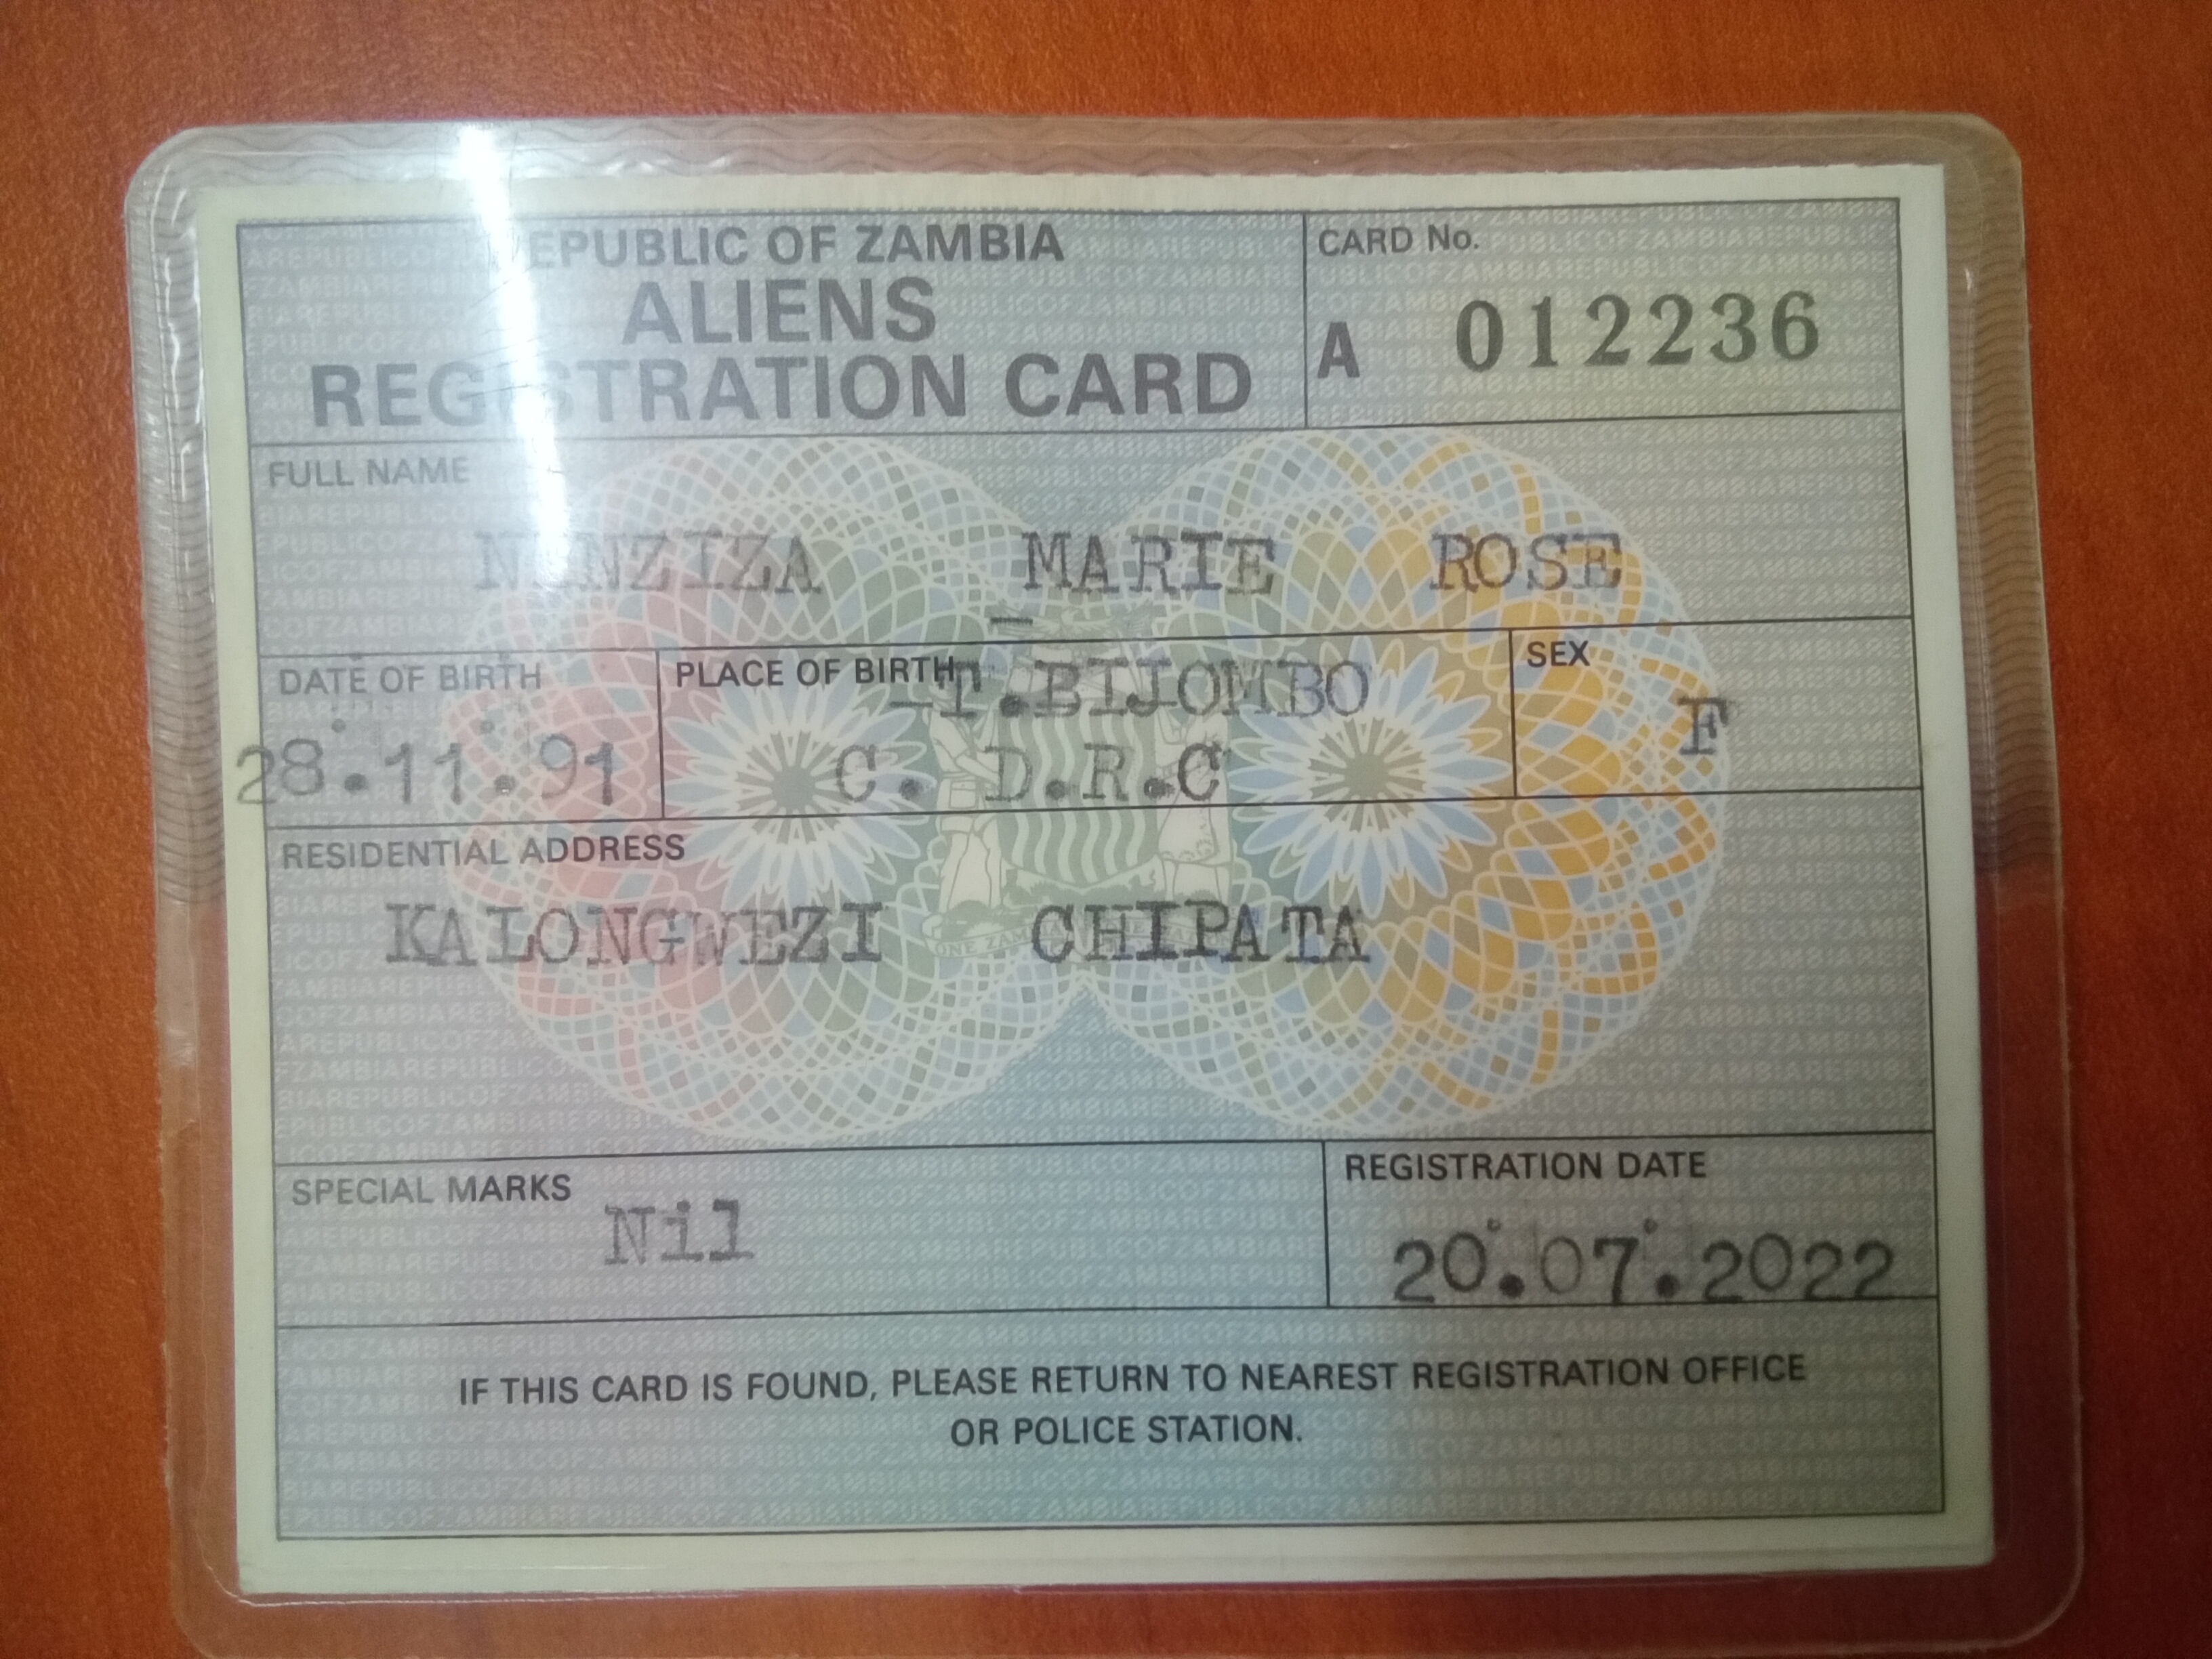 REPUBLIC OF ZAMBIA
ALIENS
REGISTRATION CARD
CARD No.
A 012236
FULL NAME
MARIE ROSE
DATE OF BIRTH
28.11.91
PLACE OF BIRTH
T.BIJOMBO
C. D.R.C
SEX
F
RESIDENTIAL ADDRESS
KALONGWEZI CHIPATA
SPECIAL MARKS
Nil
REGISTRATION DATE
20.07.2022
IF THIS CARD IS FOUND, PLEASE RETURN TO NEAREST REGISTRATION OFFICE
OR POLICE STATION.